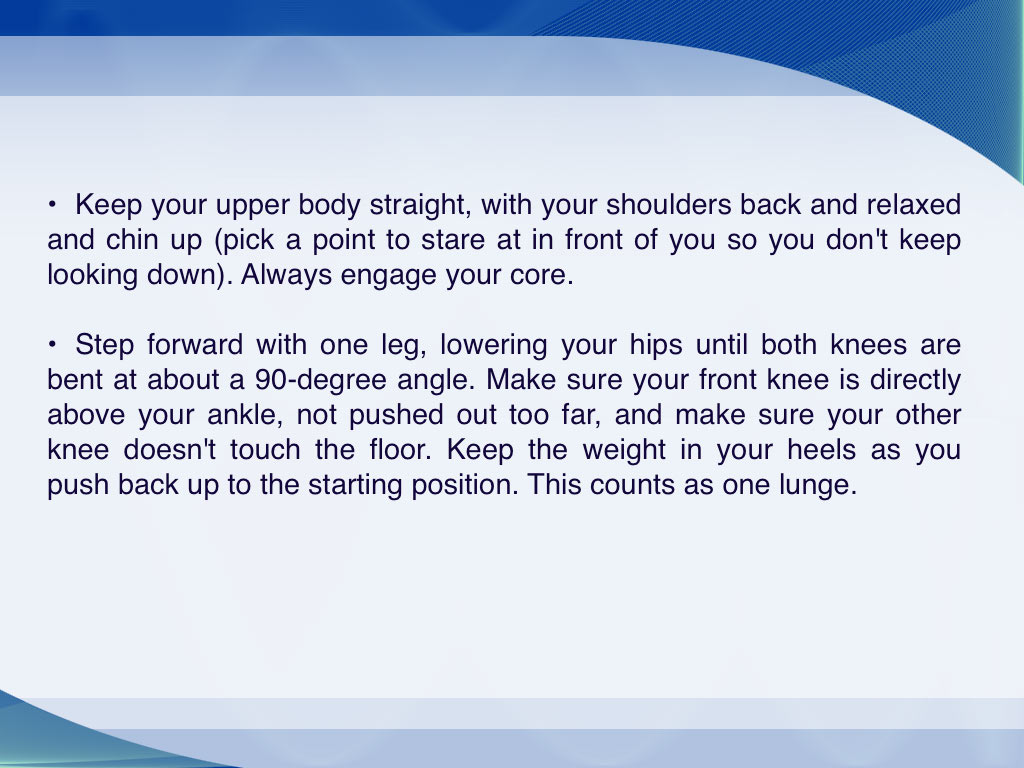 • Keep your upper body straight, with your shoulders back and relaxed
and chin up (pick a point to stare at in front of you so you don't keep
looking down). Always engage your core.
• Step forward with one leg, lowering your hips until both knees are
bent at about a 90-degree angle. Make sure your front knee is directly
above your ankle, not pushed out too far, and make sure your other
knee doesn't touch the floor. Keep the weight in your heels as you
push back up to the starting position. This counts as one lunge.